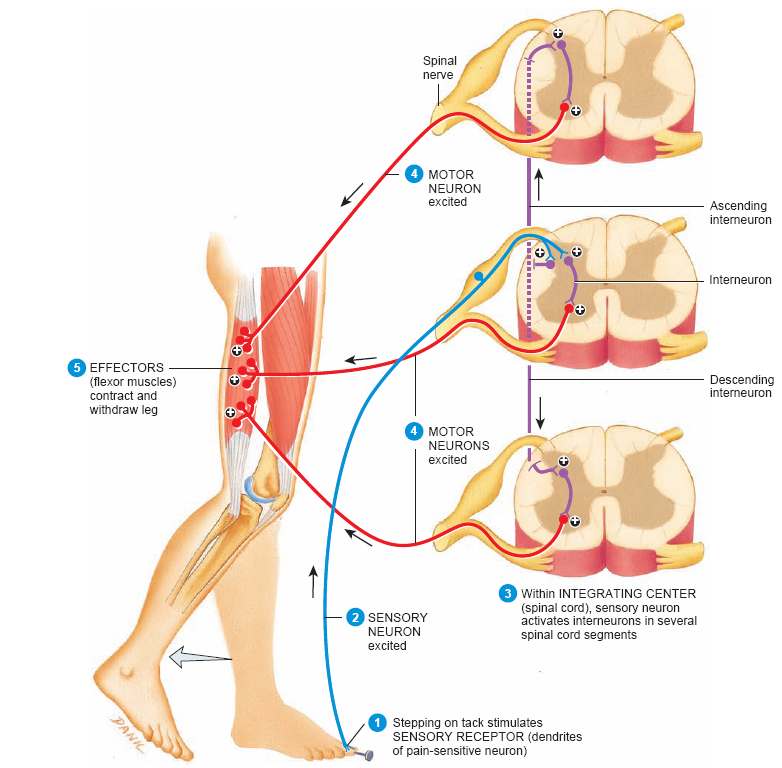 Spinal
nerve
4 MOTOR
NEURON
excited
Ascending
interneuron
Interneuron
5 EFFECTORS
(flexor muscles)
contract and
withdraw leg
Descending
interneuron
4 MOTOR
NEURONS
excited
3 Within INTEGRATING CENTER
(spinal cord), sensory neuron
activates interneurons in several
spinal cord segments
2 SENSORY
NEURON
excited
1 Stepping on tack stimulates
SENSORY RECEPTOR (dendrites
of pain-sensitive neuron)